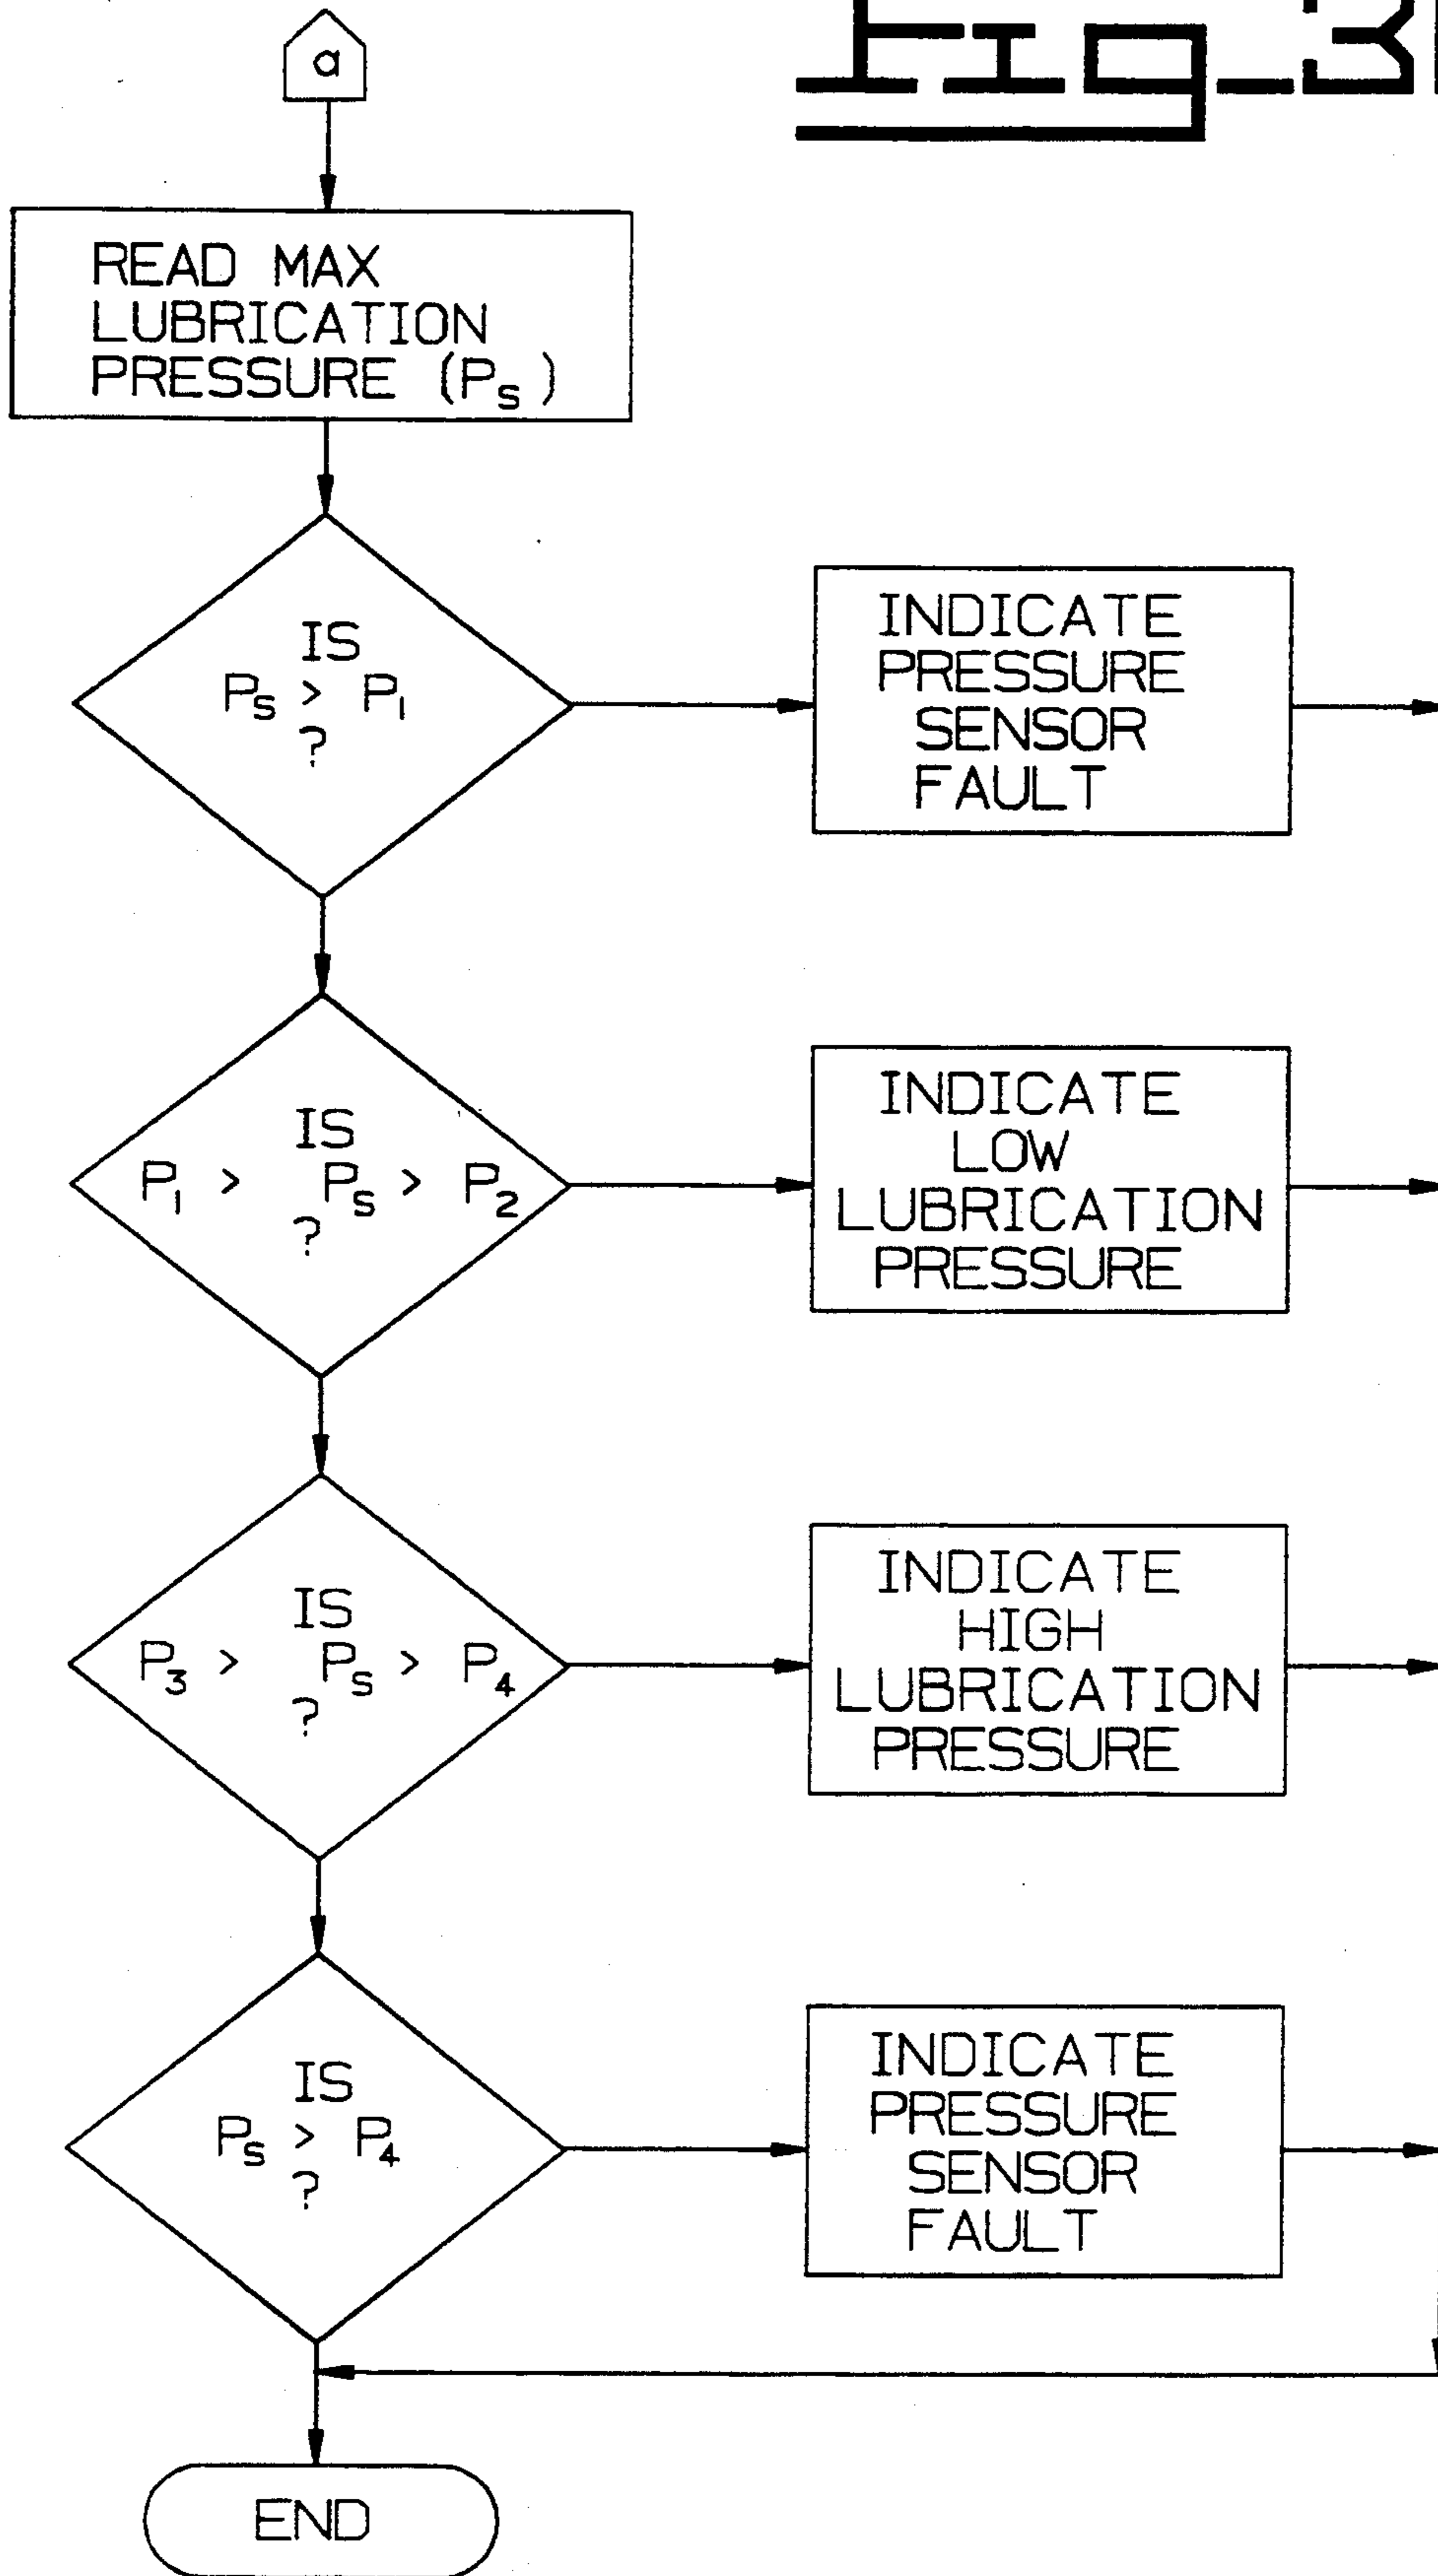 a
READ MAX
LUBRICATION
PRESSURE (PS)
IS
PS > P1
?
INDICATE
PRESSURE
SENSOR
FAULT
IS
P1 > PS > P2
?
INDICATE
LOW
LUBRICATION
PRESSURE
IS
P3 > PS > P4
?
INDICATE
HIGH
LUBRICATION
PRESSURE
IS
PS > P4
?
INDICATE
PRESSURE
SENSOR
FAULT
END